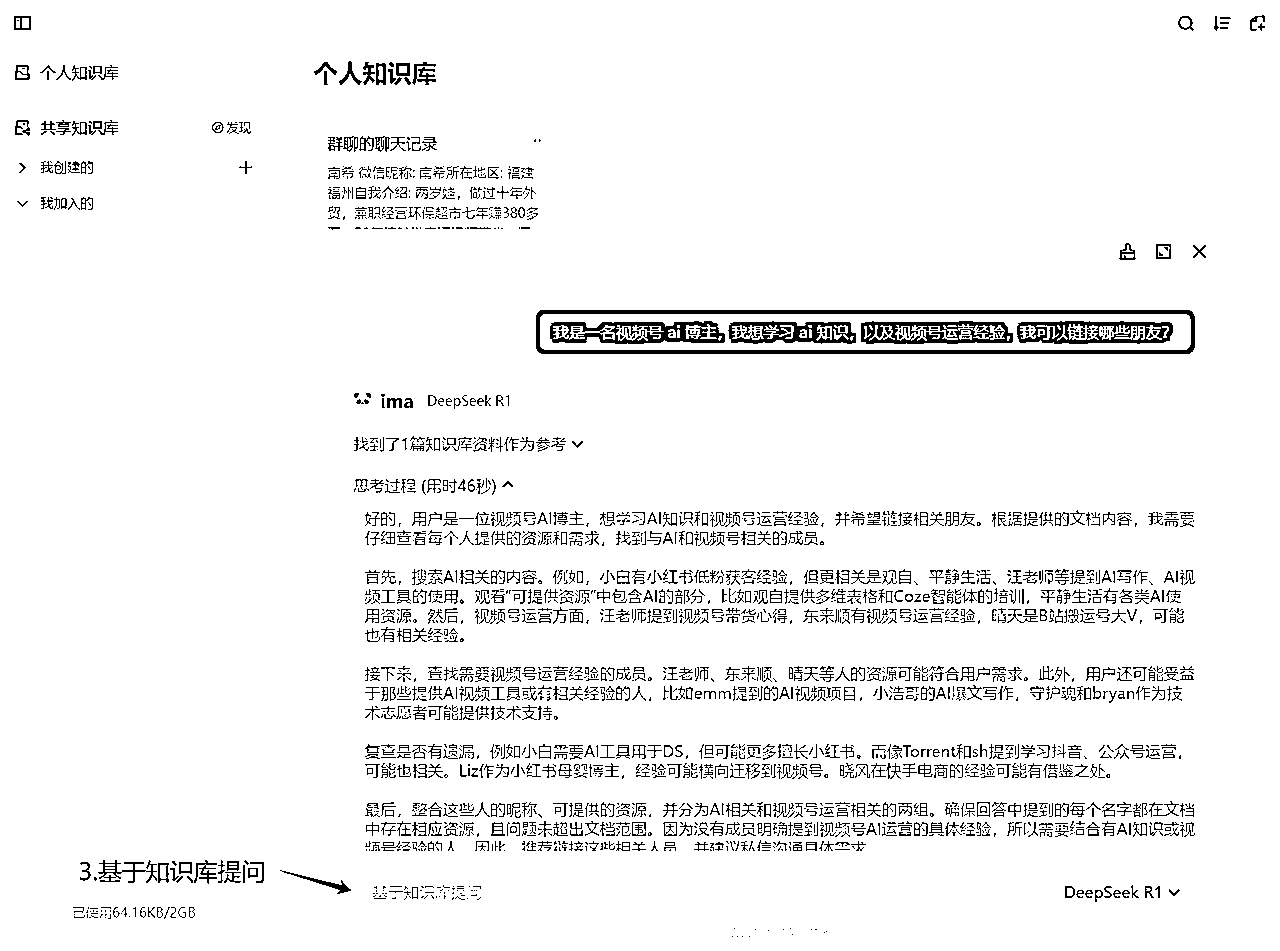 个人知识库
个人知识库
共享知识库
发现
我创建的
我加入的
群聊的聊天记录
南希 微信昵称: 南希所在地区: 福建
福州自我介绍: 两岁娃，做过十年外
贸，兼职经营环保超市七年赚380多
我是一名视频号 ai 博主，我想学习 ai 知识，以及视频号运营经验，我可以链接哪些朋友？
ima DeepSeek R1
找到了1篇知识库资料作为参考
思考过程 (用时46秒)
好的，用户是一位视频号AI博主，想学习AI知识和视频号运营经验，并希望链接相关朋友。根据提供的文档内容，我需要
仔细查看每个人提供的资源和需求，找到与AI和视频号相关的成员。
首先，搜索AI相关的内容。例如，小白有小红书低粉获客经验，但更相关是观自、平静生活、汪老师等提到AI写作、AI视
频工具的使用。观看“可提供资源”中包含AI的部分，比如观自提供多维表格和Coze智能体的培训，平静生活有各类AI使
用资源。然后，视频号运营方面，汪老师提到视频号带货心得，东来顺有视频号运营经验，晴天是B站搬运号大V，可能
也有相关经验。
接下来，查找需要视频号运营经验的成员。汪老师、东来顺、晴天等人的资源可能符合用户需求。此外，用户还可能受益
于那些提供AI视频工具或有相关经验的人，比如emm提到的AI视频项目，小浩哥的AI爆文写作，守护魂和bryan作为技
术志愿者可能提供技术支持。
复查是否有遗漏，例如小白需要AI工具用于DS，但可能更多擅长小红书。而像Torrent和sh提到学习抖音、公众号运营，
可能也相关。Liz作为小红书母婴博主，经验可能横向迁移到视频号。晓风在快手电商的经验可能有借鉴之处。
最后，整合这些人的昵称、可提供的资源，并分为AI相关和视频号运营相关的两组。确保回答中提到的每个名字都在文档
中存在相应资源，且问题未超出文档范围。因为没有成员明确提到视频号AI运营的具体经验，所以需要结合有AI知识或视
频号经验的人，因此，推荐链接这些相关人员，并建议私信沟通具体需求
3.基于知识库提问
基于知识库提问
DeepSeek R1
已使用64.16KB/2GB